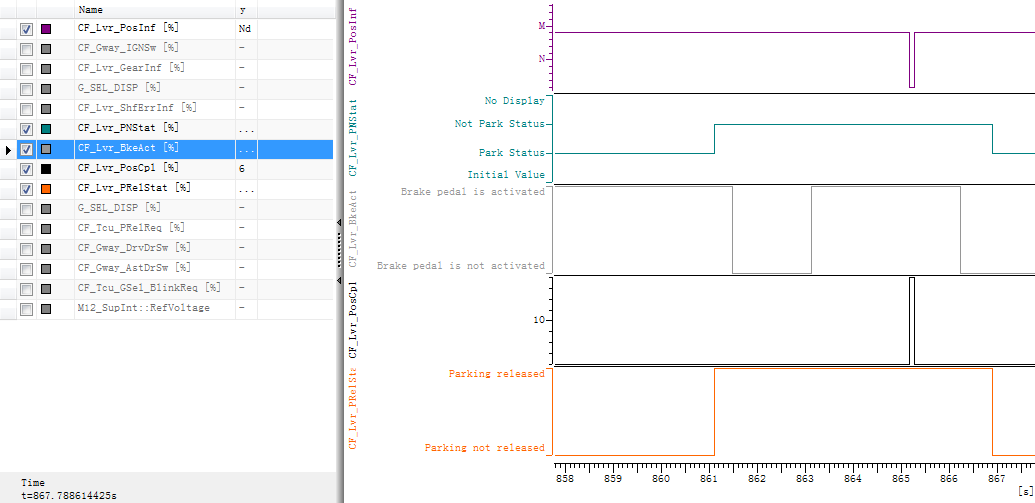 Name y
CF_Lvr_PosInf [%] Nd
CF_Gway_IGNSw [%] -
CF_Lvr_GearInf [%] -
G_SEL_DISP [%] -
CF_Lvr_ShfErrInf [%] -
CF_Lvr_PNStat [%] ...
CF_Lvr_BkeAct [%] ...
CF_Lvr_PosCpl [%] 6
CF_Lvr_PRelStat [%] ...
G_SEL_DISP [%] -
CF_Tcu_PRelReq [%] -
CF_Gway_DrvDrSw [%] -
CF_Gway_AstDrSw [%] -
CF_Tcu_GSel_BlinkReq [%] -
M12_SupInt::RefVoltage -
Time
t=867.788614425s
CF_Lvr_PosInf
M
N
CF_Lvr_PNStat
No Display
Not Park Status
Park Status
Initial Value
CF_Lvr_BkeAct
Brake pedal is activated
Brake pedal is not activated
CF_Lvr_PosCpl
10
CF_Lvr_PRelSta
Parking released
Parking not released
858 859 860 861 862 863 864 865 866 867
[s]